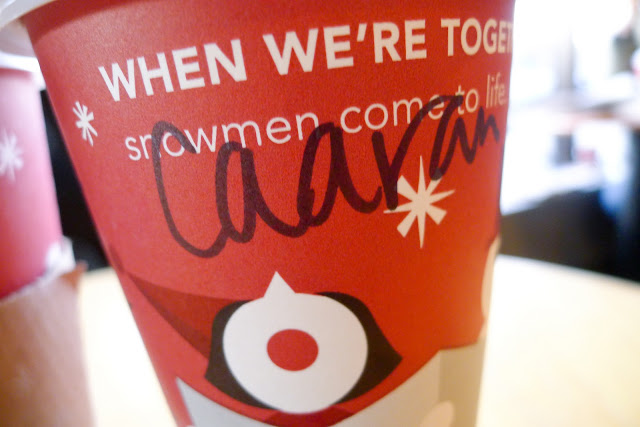 WHEN WE'RE TOGET
snowmen come to life.
Caaran